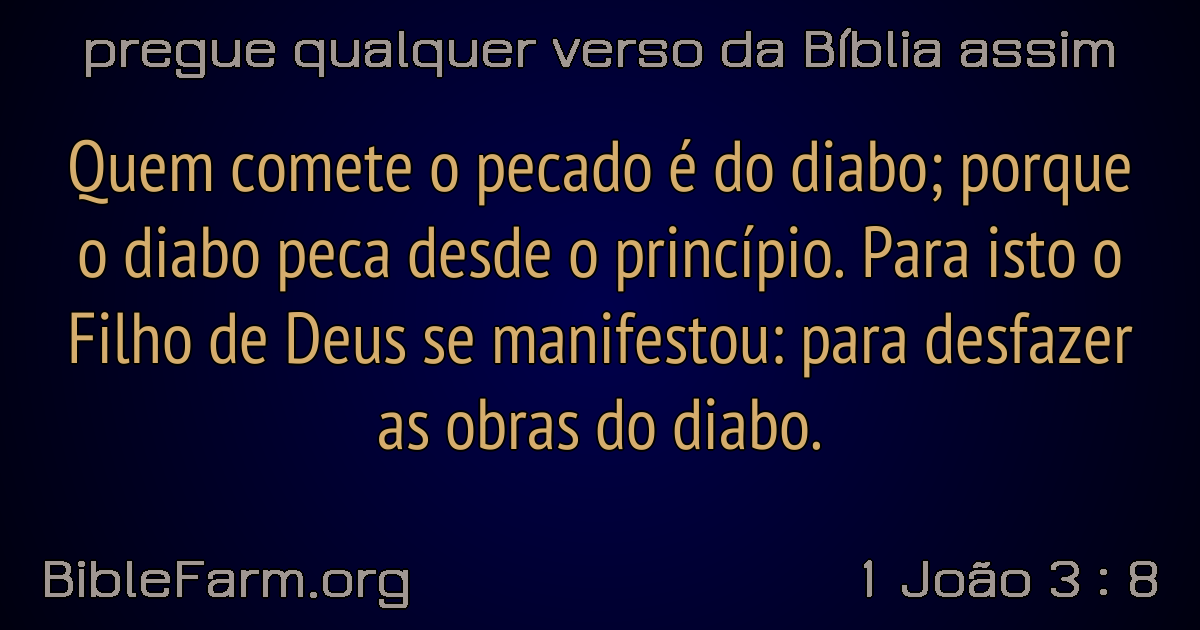 pregue qualquer verso da Bíblia assim
Quem comete o pecado é do diabo; porque
o diabo peca desde o princípio. Para isto o
Filho de Deus se manifestou: para desfazer
as obras do diabo.
BibleFarm.org
1 João 3 : 8